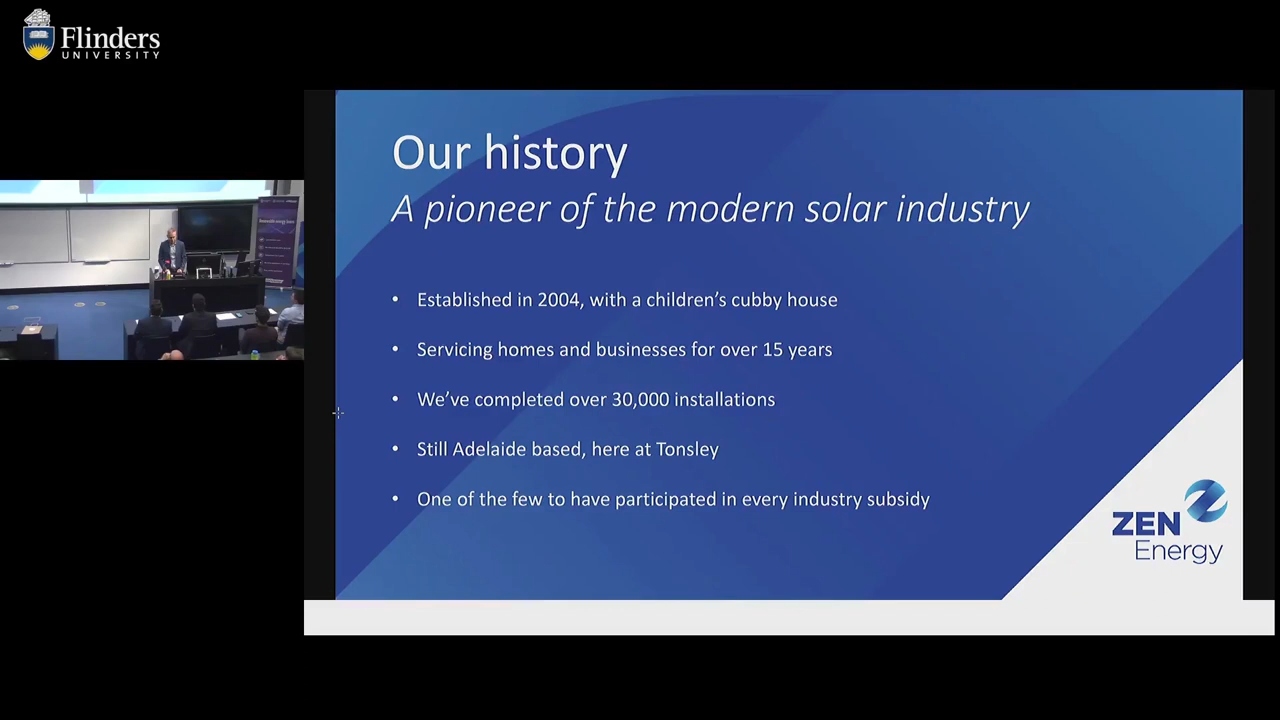 Flinders
UNIVERSITY
Our history
A pioneer of the modern solar industry
• Established in 2004, with a children's cubby house
• Servicing homes and businesses for over 15 years
• We've completed over 30,000 installations
• Still Adelaide based, here at Tonsley
• One of the few to have participated in every industry subsidy
ZEN
Energy